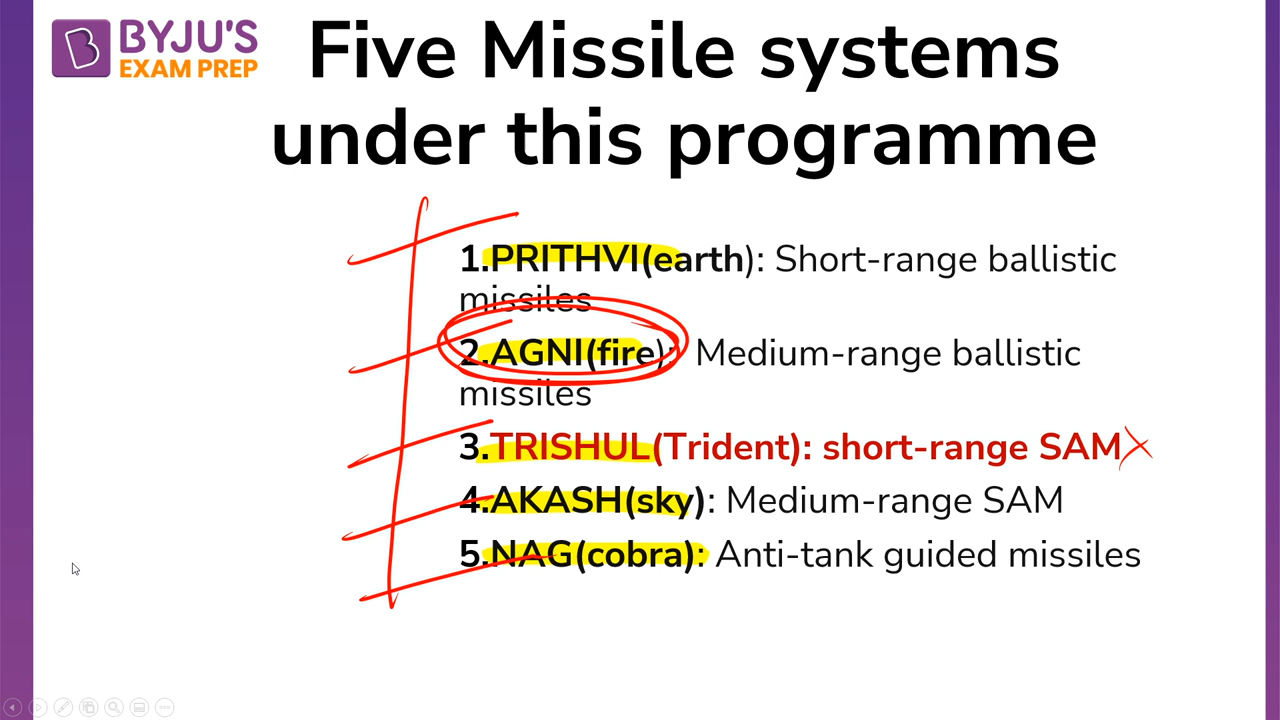 BYJU'S
EXAM PREP
Five Missile systems
under this programme
1.PRITHVI(earth): Short-range ballistic
missiles
2.AGNI(fire): Medium-range ballistic
missiles
3.TRISHUL(Trident): short-range SAM
4.AKASH(sky): Medium-range SAM
5.NAG(cobra): Anti-tank guided missiles